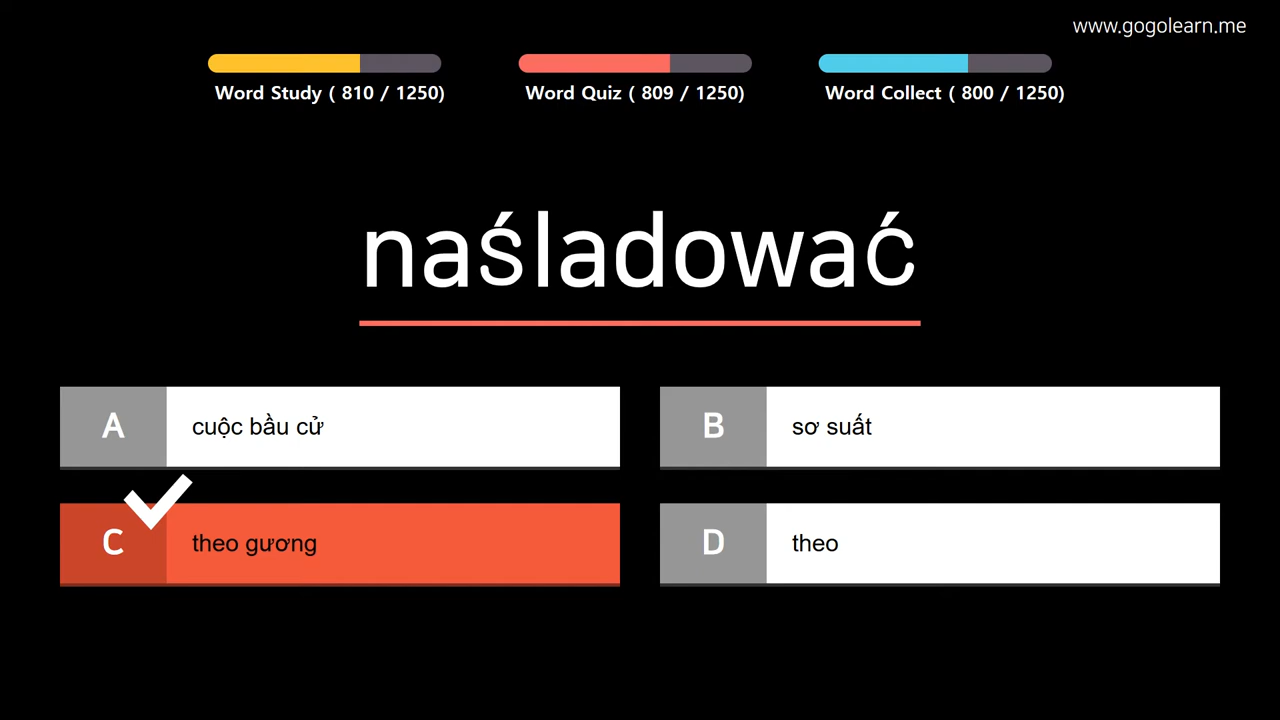 www.gogolearn.me
Word Study ( 810 / 1250)
Word Quiz ( 809 / 1250)
Word Collect ( 800 / 1250)
naśladować
A
cuộc bầu cử
B
sơ suất
C
theo gương
D
theo